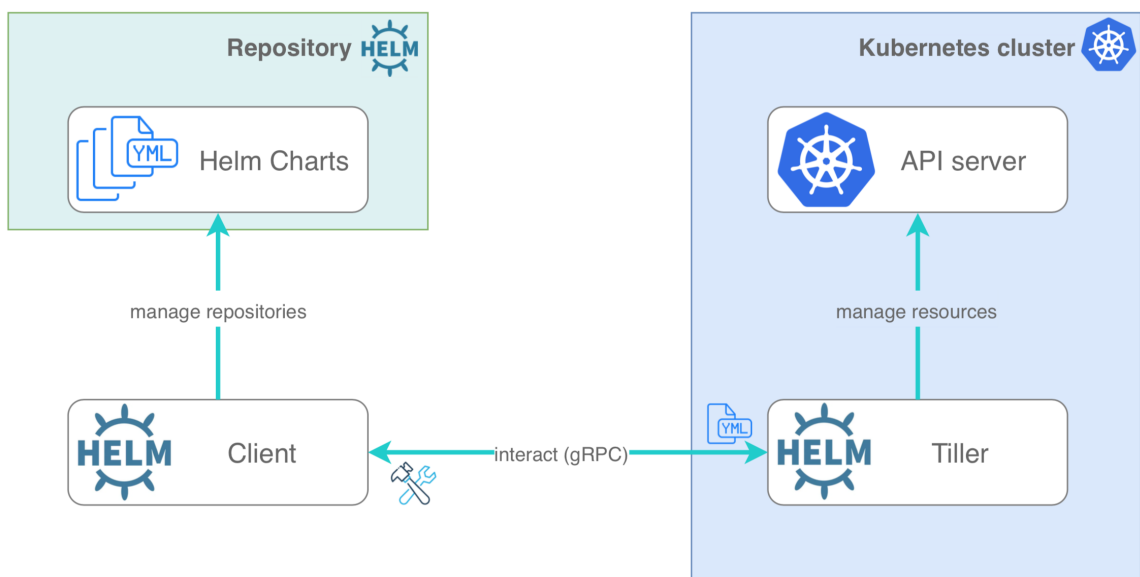 Repository HELM
Kubernetes cluster
YML
Helm Charts
API server
manage repositories
manage resources
HELM
Client
interact (gRPC)
YML
HELM
Tiller